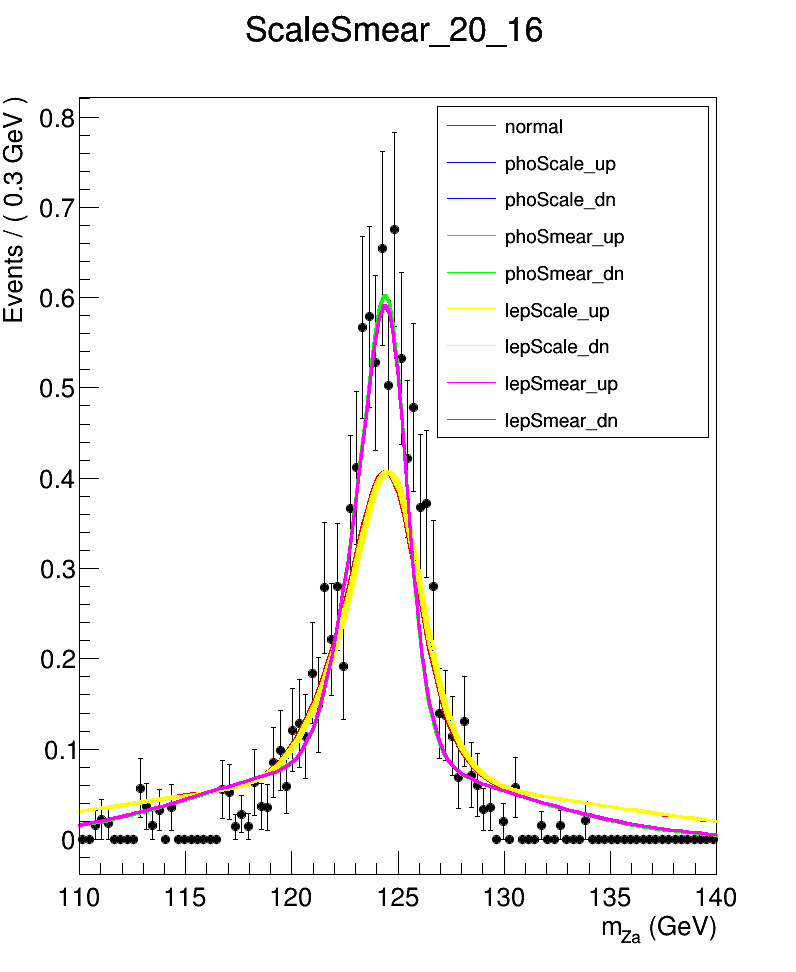 ScaleSmear_20_16
Events / ( 0.3 GeV )
0.8
0.7
0.6
0.5
0.4
0.3
0.2
0.1
0
normal
phoScale_up
phoScale_dn
phoSmear_up
phoSmear_dn
lepScale_up
lepScale_dn
lepSmear_up
lepSmear_dn
110 115 120 125 130 135 140
m_Za (GeV)